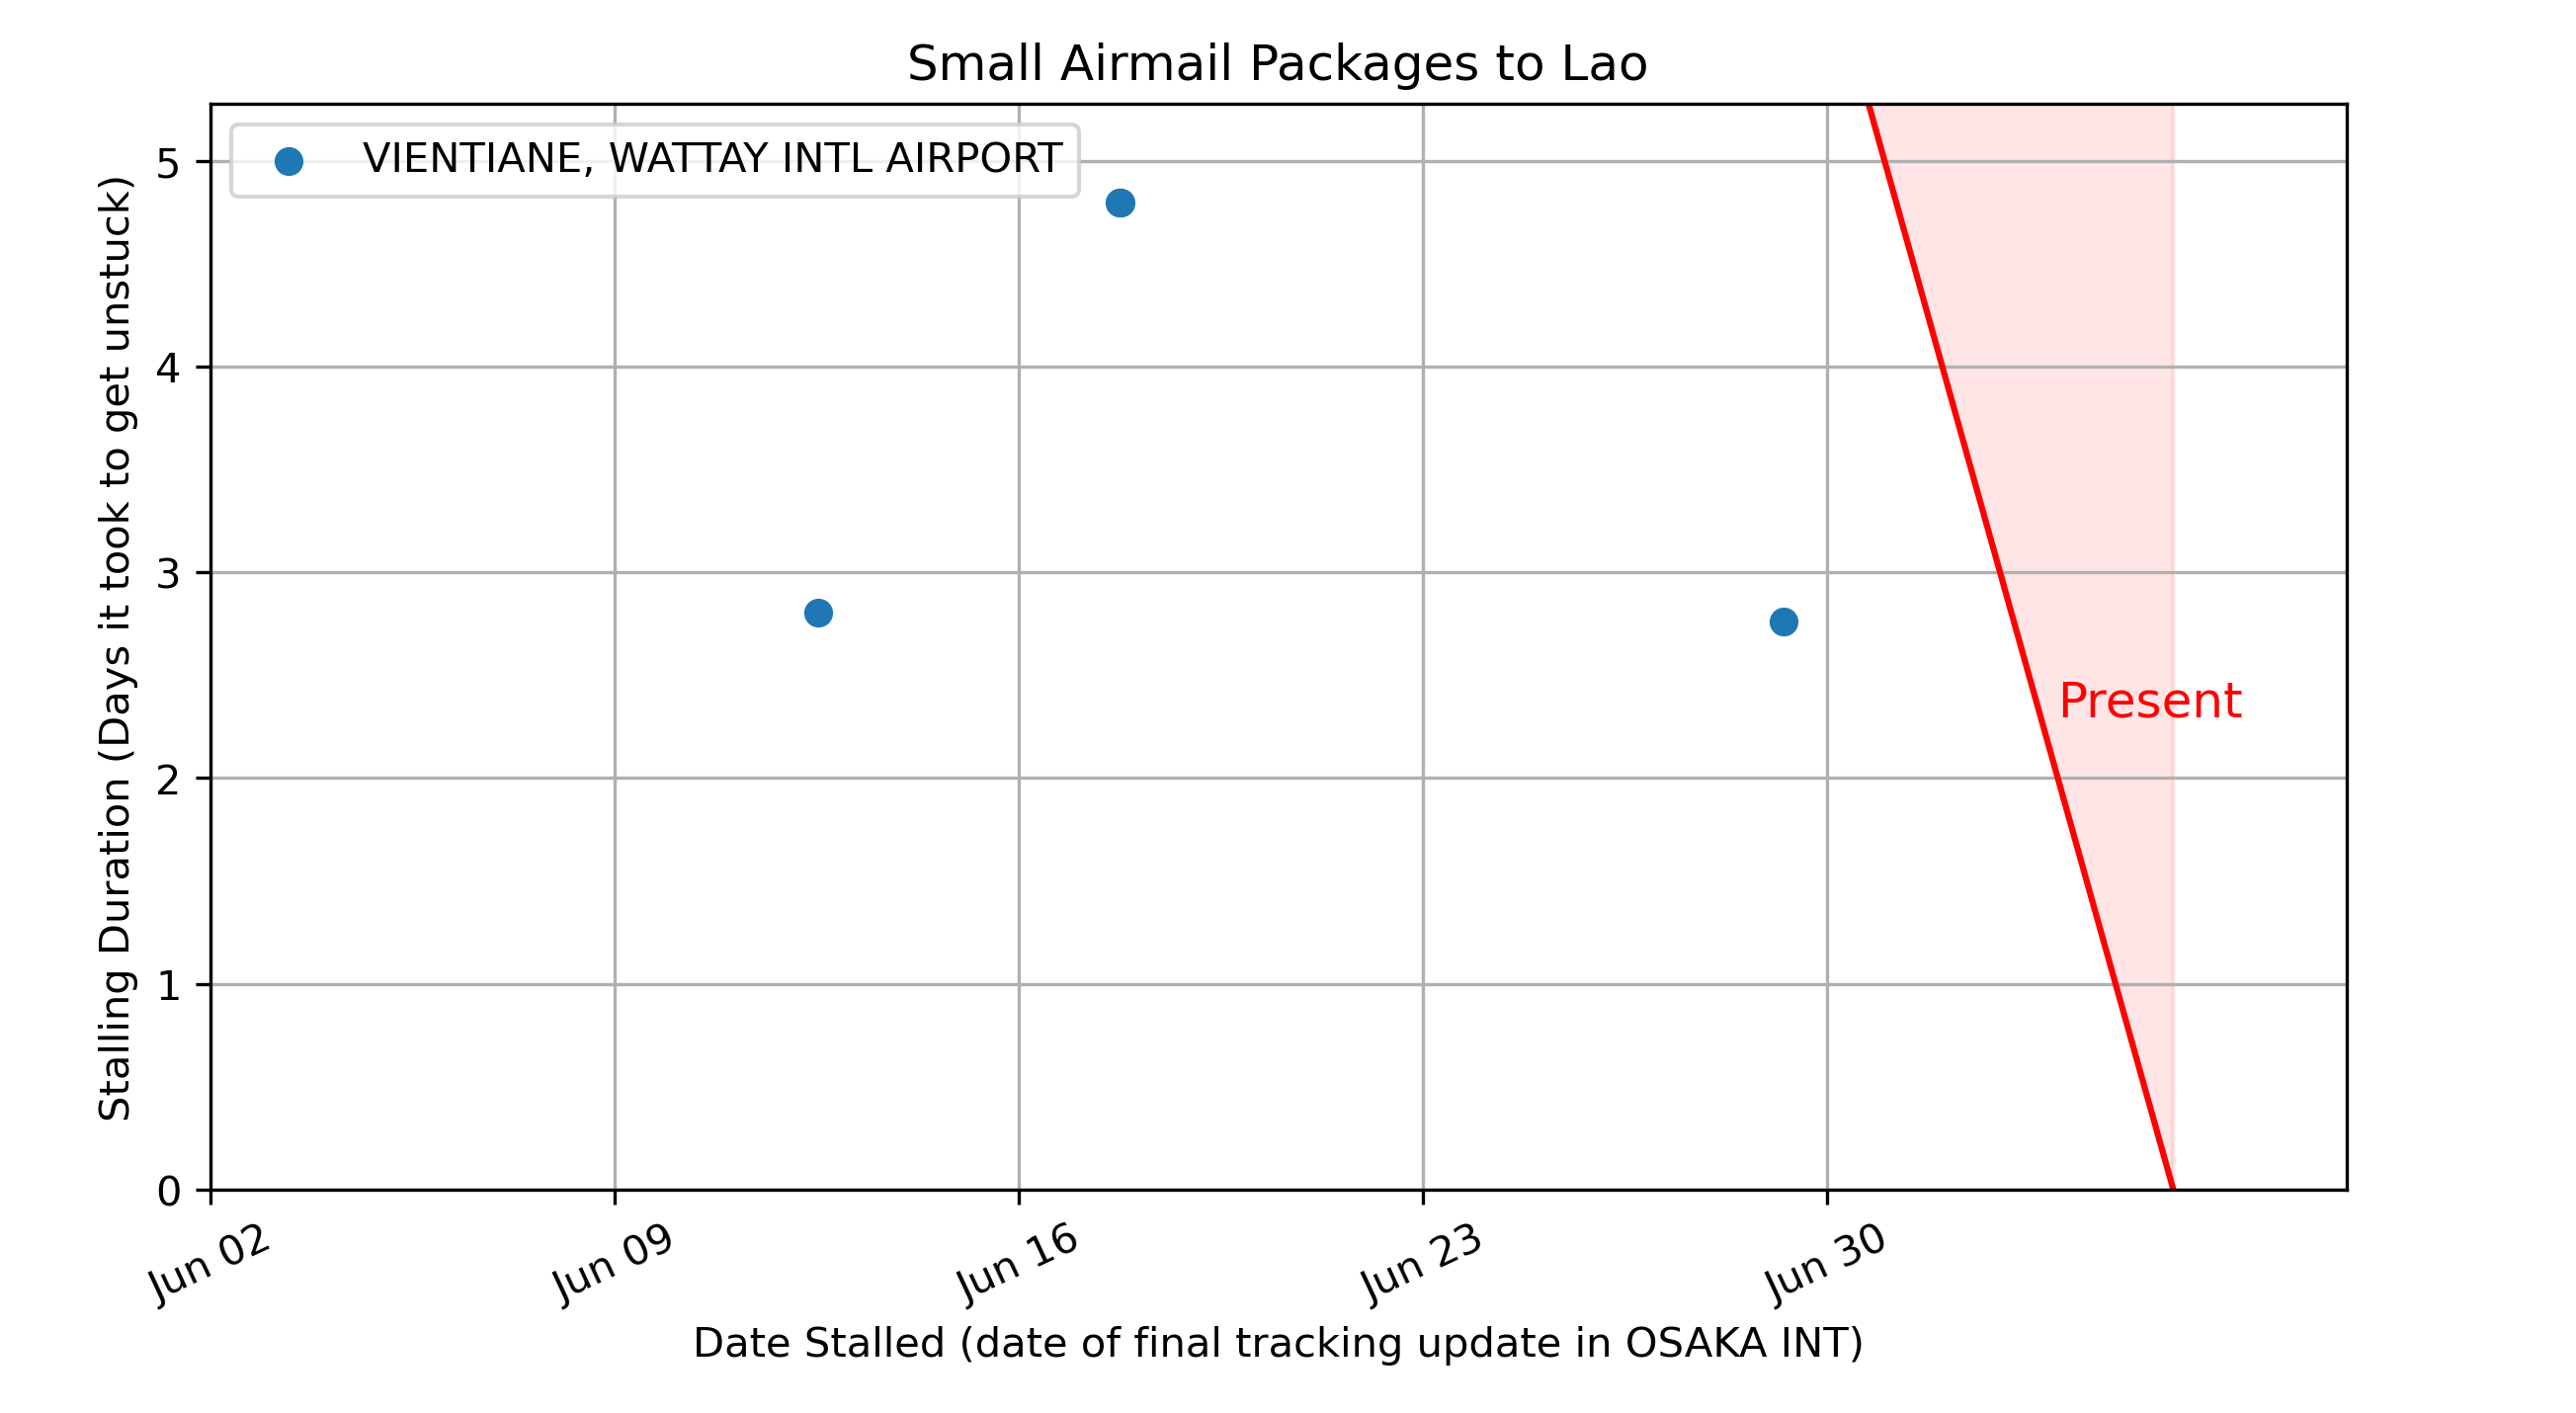 Small Airmail Packages to Lao
VIENTIANE, WATTAY INTL AIRPORT
Stalling Duration (Days it took to get unstuck)
5
4
3
2
1
0
Present
Jun 02
Jun 09
Jun 16
Jun 23
Jun 30
Date Stalled (date of final tracking update in OSAKA INT)